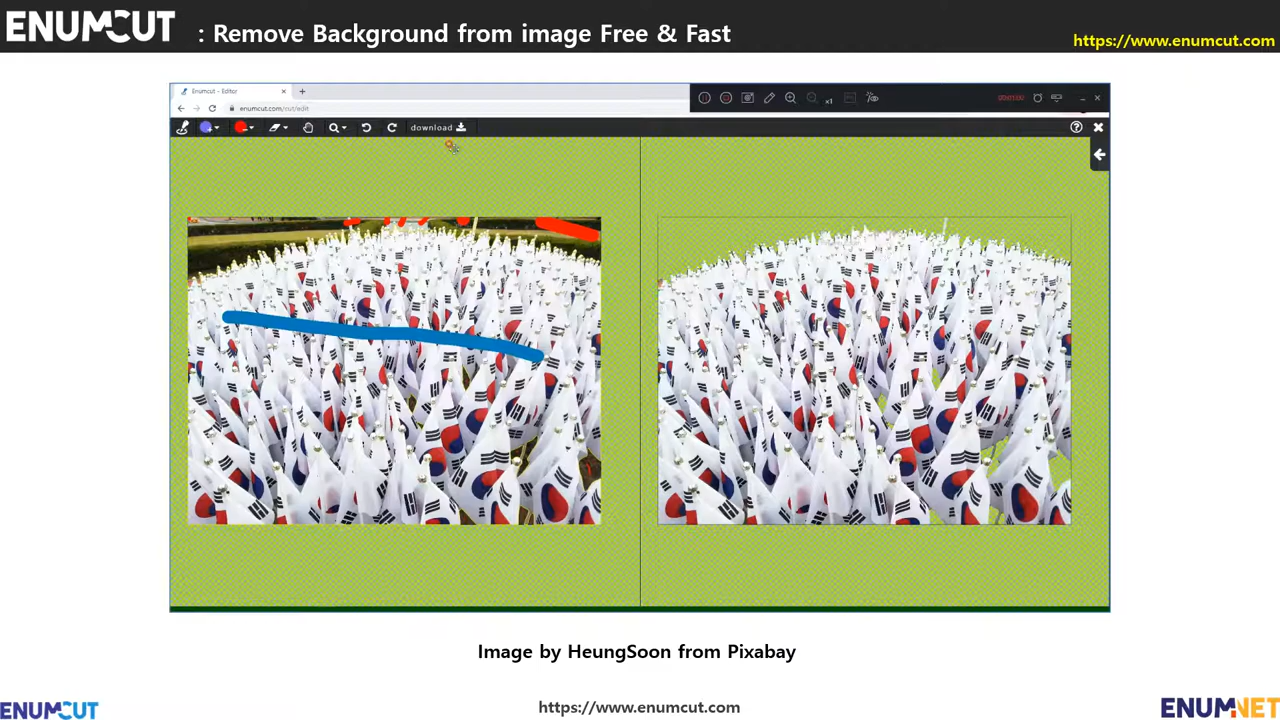 ENUMCUT : Remove Background from image Free & Fast
https://www.enumcut.com
Enumcut - Editor
enumcut.com/cut/edit
x1
download
Image by HeungSoon from Pixabay
ENUMCUT
https://www.enumcut.com
ENUMNET